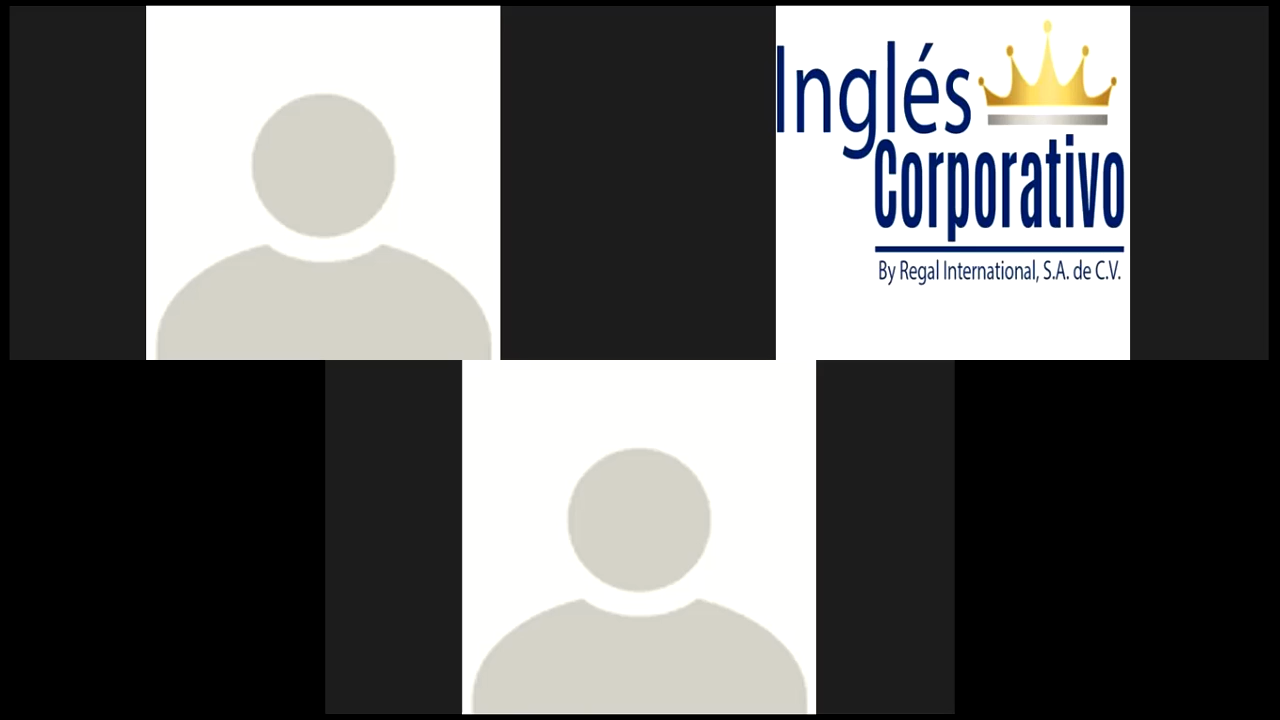 Inglés
Corporativo
By Regal International, S.A. de C.V.